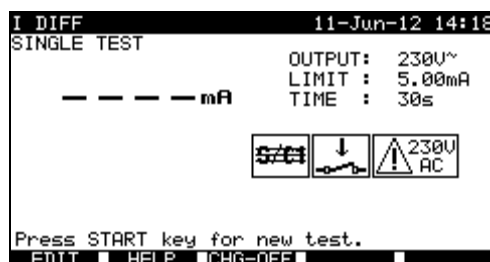 I DIFF 11-Jun-12 14:18
SINGLE TEST
OUTPUT: 230V~
LIMIT : 5.00mA
– – – – mA TIME : 30s
S/C1 230V
AC
Press START key for new test.
EDIT HELP CHG-OFF